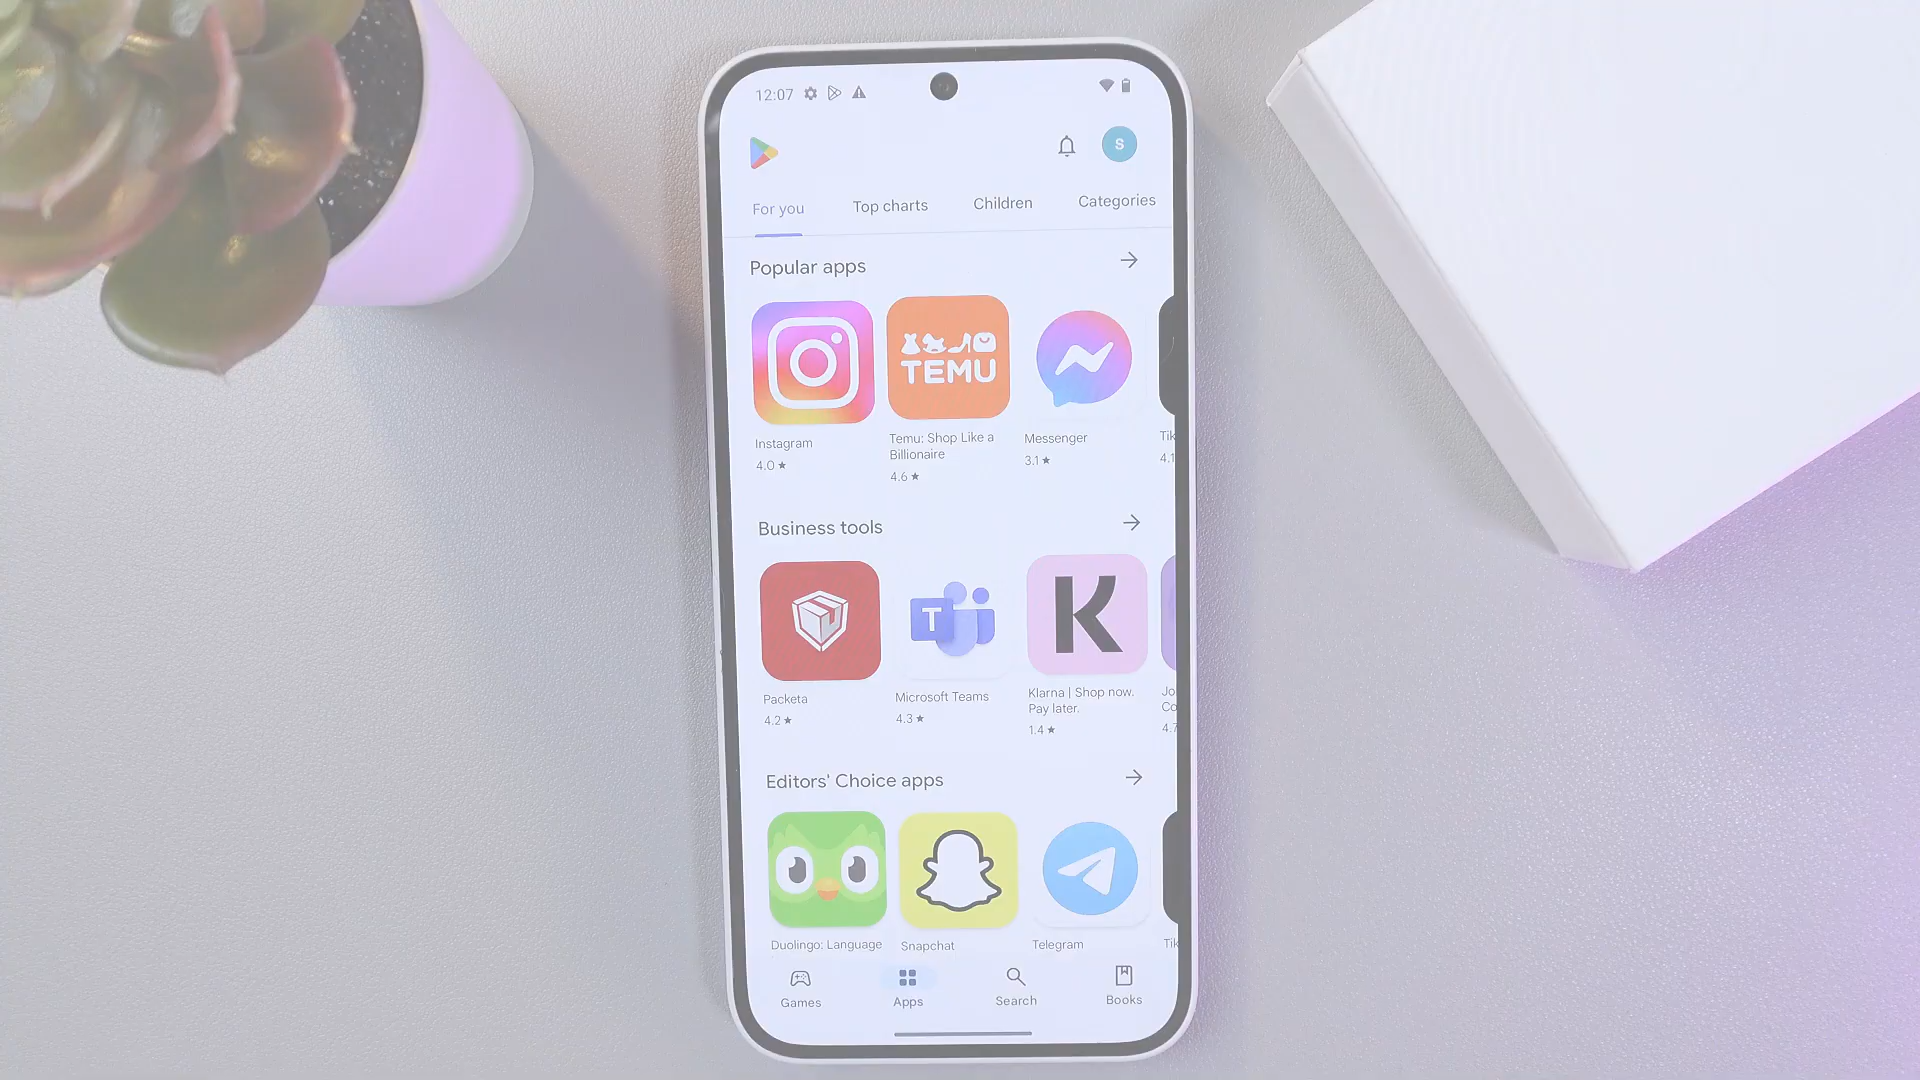 12:07
S
For you Top charts Children Categories
Popular apps
TEMU
Instagram
4.0 ★
Temu: Shop Like a
Billionaire
4.6 ★
Messenger
3.1 ★
Tik
4.1
Business tools
T
K
Packeta
4.2 ★
Microsoft Teams
4.3 ★
Klarna | Shop now.
Pay later.
1.4 ★
Jo
Co
4.7
Editors' Choice apps
Duolingo: Language
Snapchat
Telegram
Tik
Games Apps Search Books